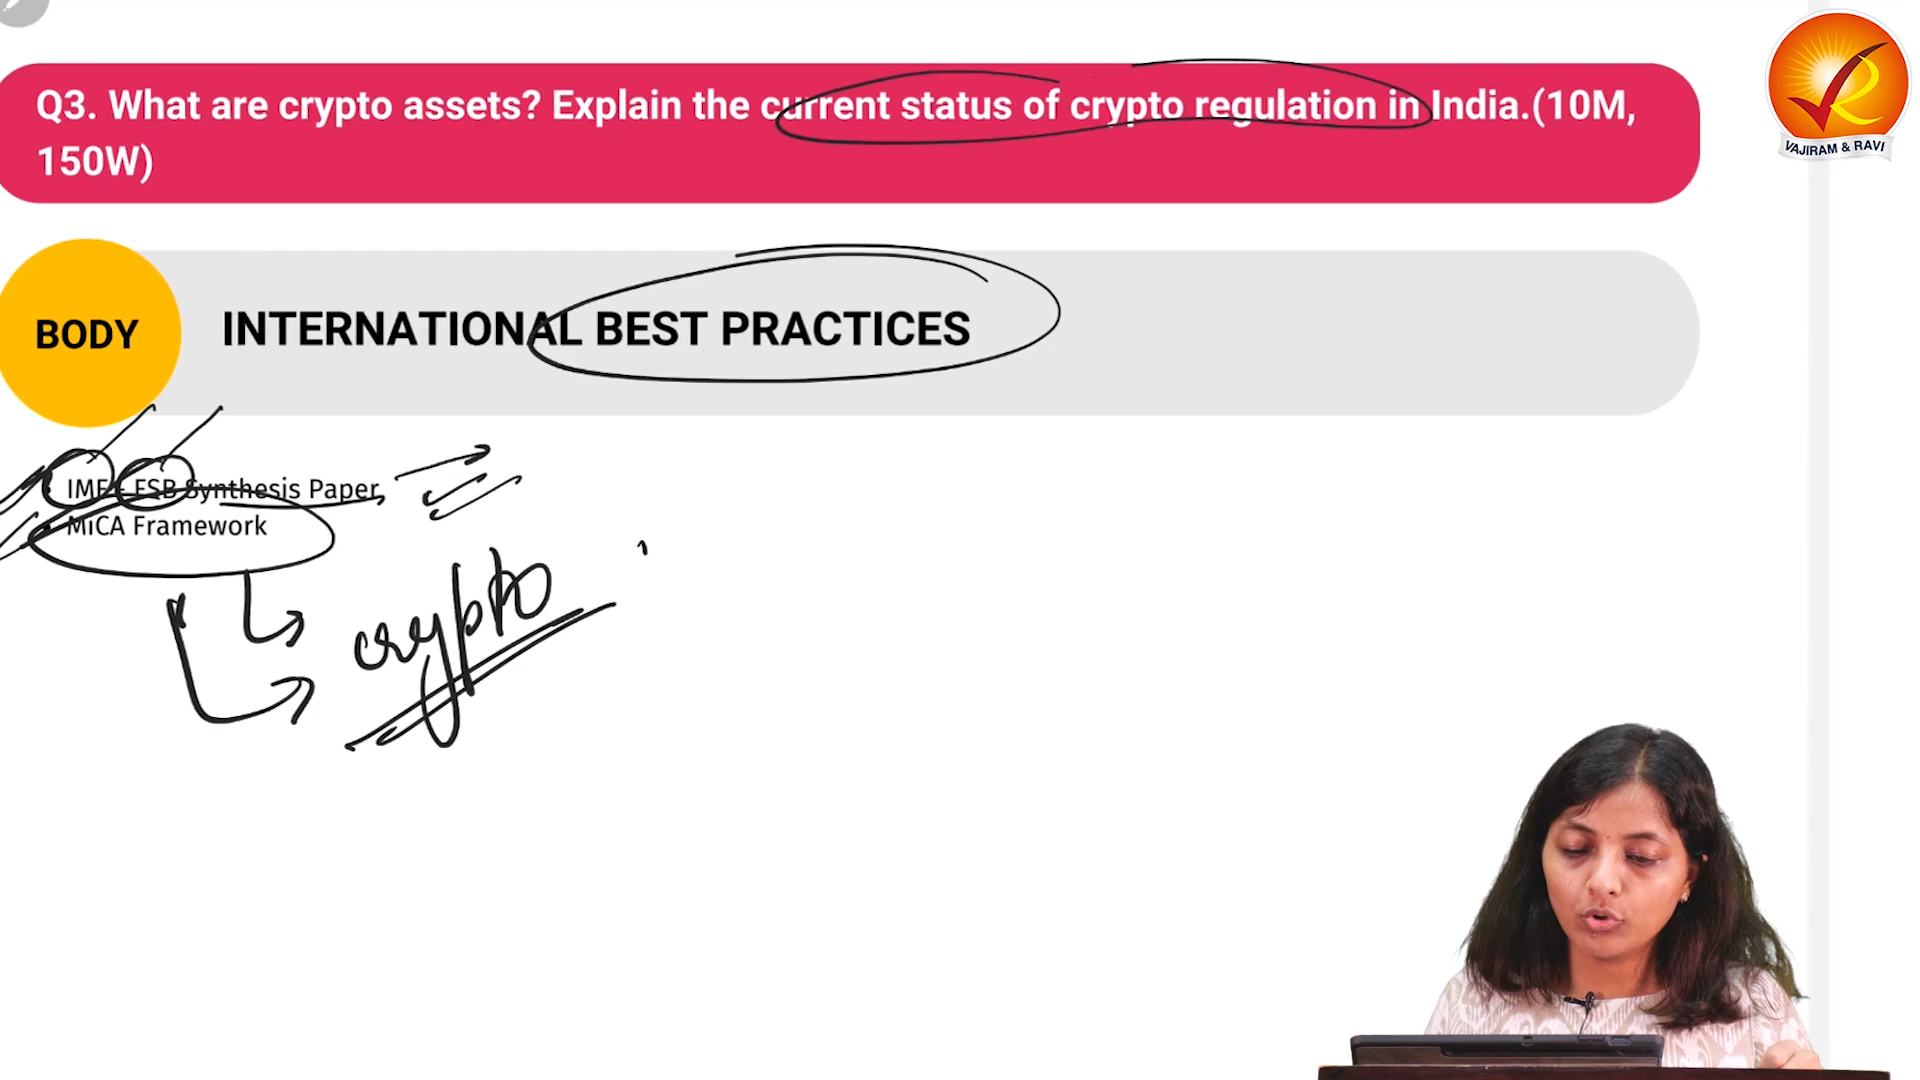 Q3. What are crypto assets? Explain the current status of crypto regulation in India.(10M,
150W)
VAJIRAM & RAVI
BODY
INTERNATIONAL BEST PRACTICES
• IMF - FSB Synthesis Paper
• MiCA Framework
crypto